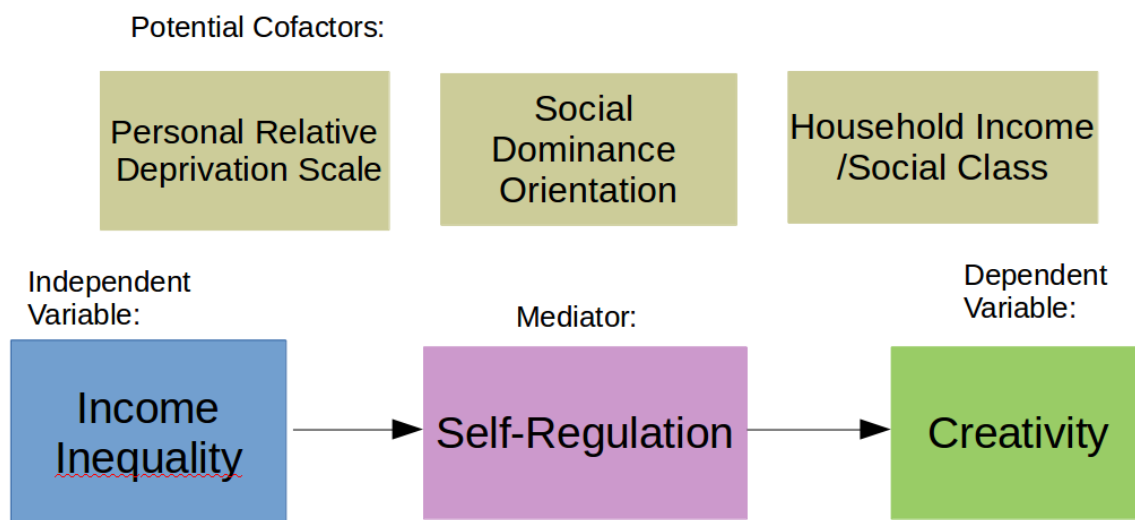 Potential Cofactors:
Personal Relative
Deprivation Scale
Social
Dominance
Orientation
Household Income
/Social Class
Independent
Variable:
Mediator:
Dependent
Variable:
Income
Inequality
Self-Regulation
Creativity